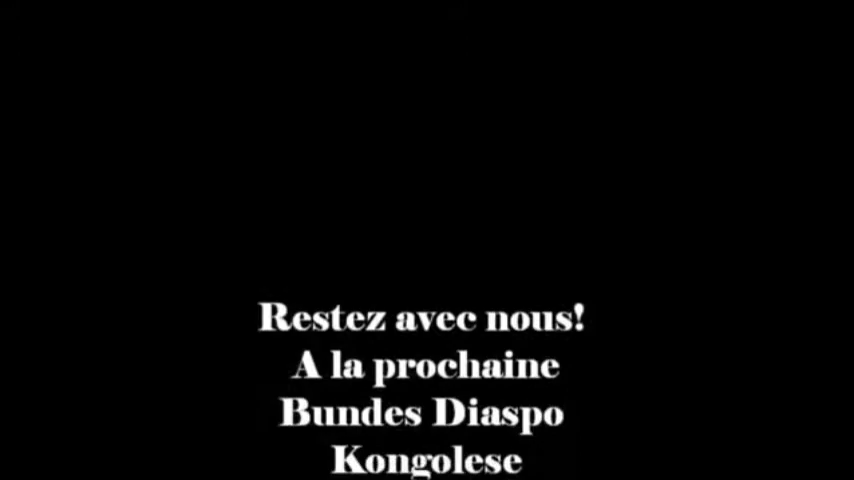 Restez avec nous!
A la prochaine
Bundes Diaspo
Kongolese